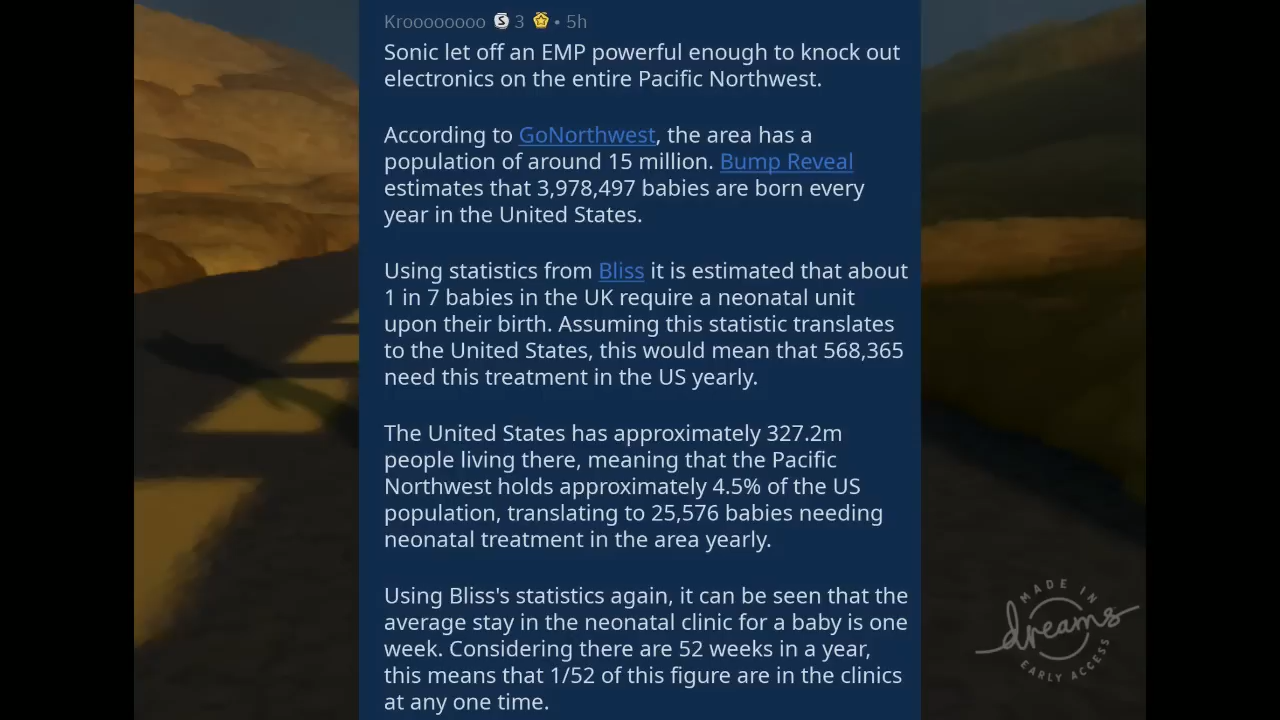 Kroooooooo 3 • 5h
Sonic let off an EMP powerful enough to knock out
electronics on the entire Pacific Northwest.
According to GoNorthwest, the area has a
population of around 15 million. Bump Reveal
estimates that 3,978,497 babies are born every
year in the United States.
Using statistics from Bliss it is estimated that about
1 in 7 babies in the UK require a neonatal unit
upon their birth. Assuming this statistic translates
to the United States, this would mean that 568,365
need this treatment in the US yearly.
The United States has approximately 327.2m
people living there, meaning that the Pacific
Northwest holds approximately 4.5% of the US
population, translating to 25,576 babies needing
neonatal treatment in the area yearly.
Using Bliss's statistics again, it can be seen that the
average stay in the neonatal clinic for a baby is one
week. Considering there are 52 weeks in a year,
this means that 1/52 of this figure are in the clinics
at any one time.
MADE IN
dreams
EARLY ACCESS